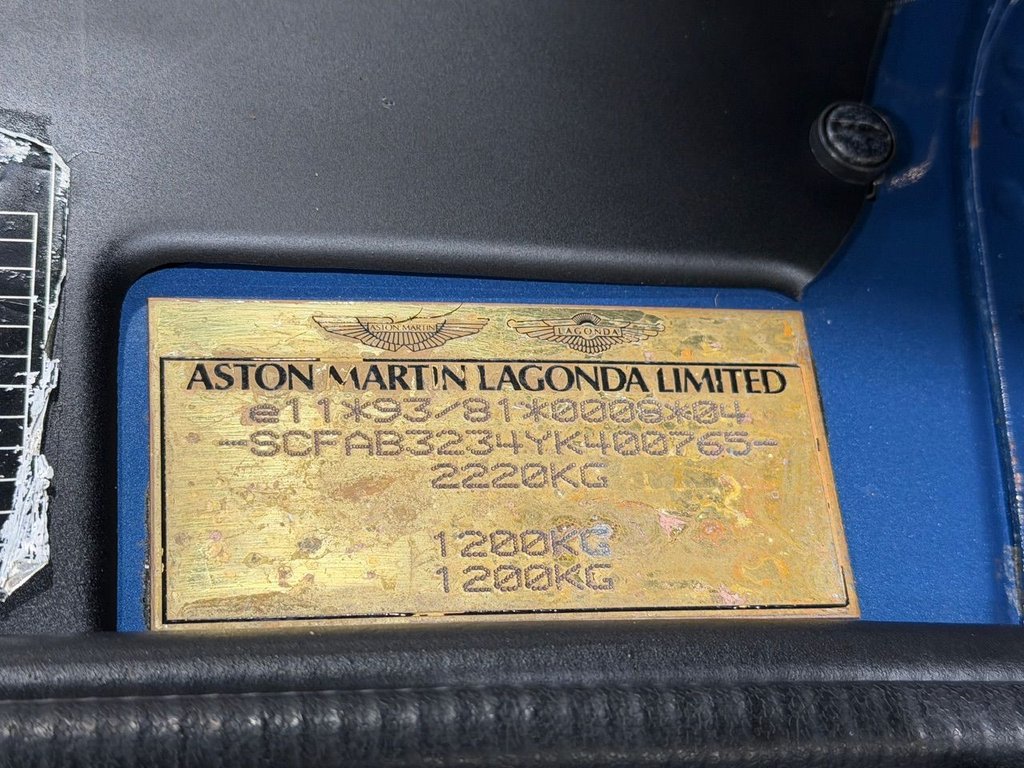 ASTON MARTIN
LAGONDA
ASTON MARTIN LAGONDA LIMITED
e11*93/81*0008*04
-SCFAB3234YK400765-
2220KG
1200KG
1200KG